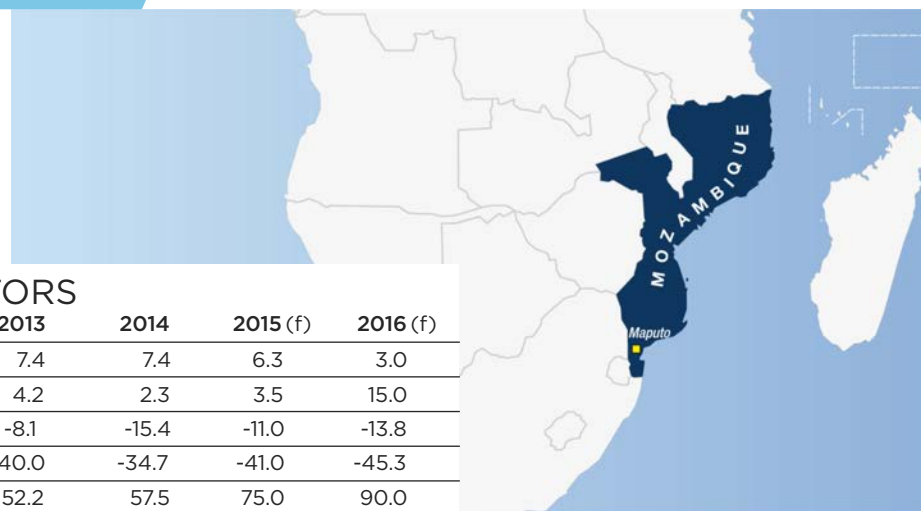 MOZAMBIQUE
Maputo
TORS
2013 2014 2015 (f) 2016 (f)
7.4 7.4 6.3 3.0
4.2 2.3 3.5 15.0
-8.1 -15.4 -11.0 -13.8
40.0 -34.7 -41.0 -45.3
52.2 57.5 75.0 90.0